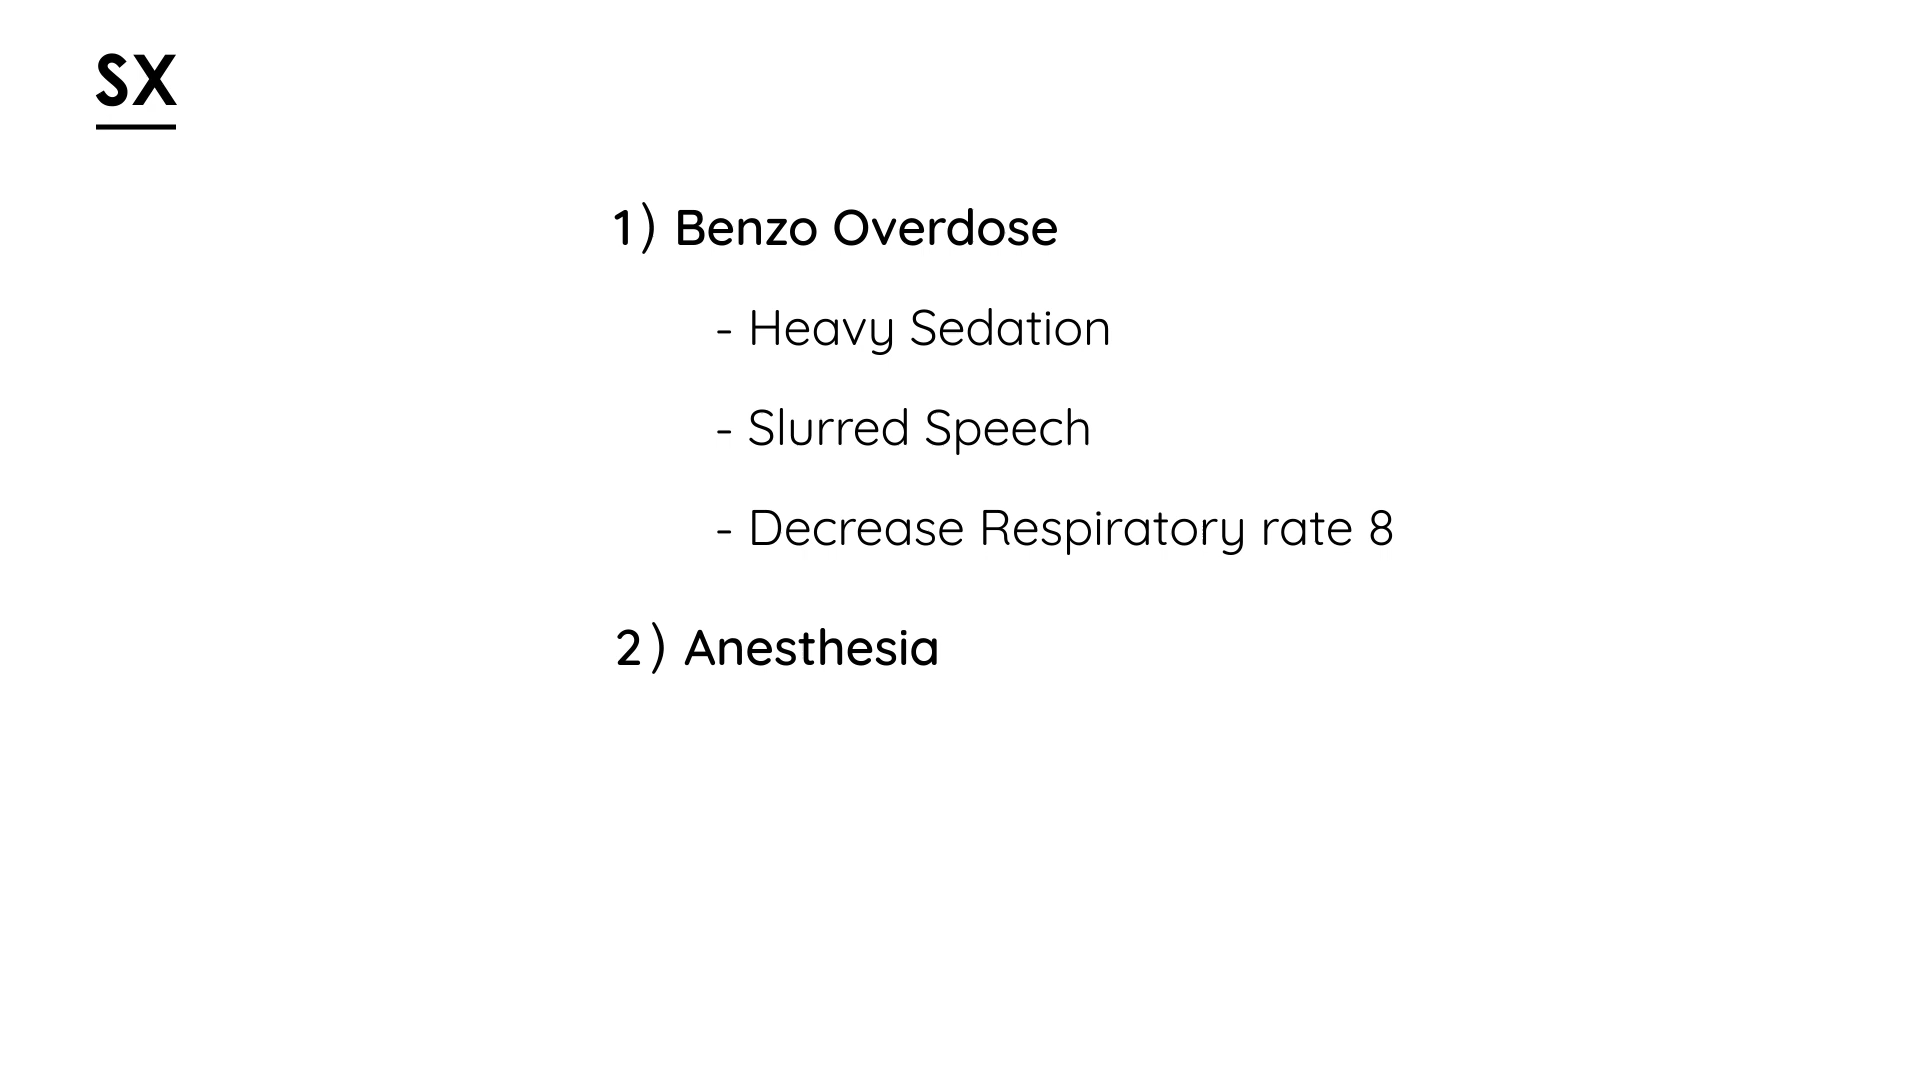 SX
1) Benzo Overdose
- Heavy Sedation
- Slurred Speech
- Decrease Respiratory rate 8
2) Anesthesia